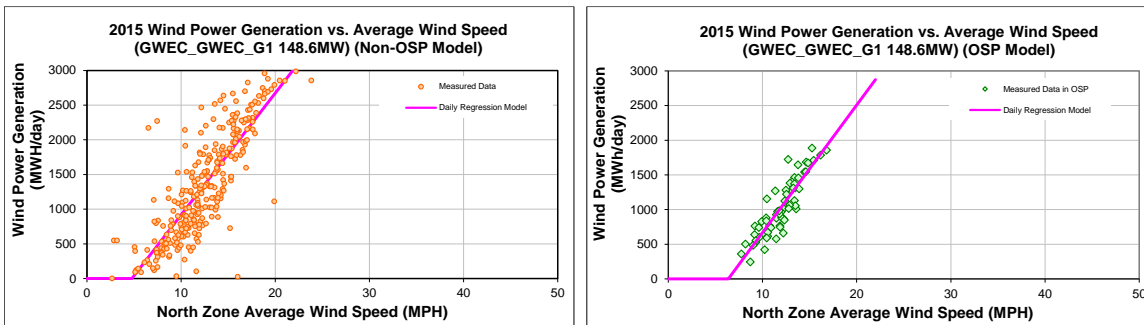 2015 Wind Power Generation vs. Average Wind Speed
(GWEC_GWEC_G1 148.6MW) (Non-OSP Model)
Wind Power Generation
(MWH/day)
3000
2500
2000
1500
1000
500
0
Measured Data
Daily Regression Model
0 10 20 30 40 50
North Zone Average Wind Speed (MPH)
2015 Wind Power Generation vs. Average Wind Speed
(GWEC_GWEC_G1 148.6MW) (OSP Model)
Wind Power Generation
(MWh/day)
3000
2500
2000
1500
1000
500
0
Measured Data in OSP
Daily Regression Model
0 10 20 30 40 50
North Zone Average Wind Speed (MPH)